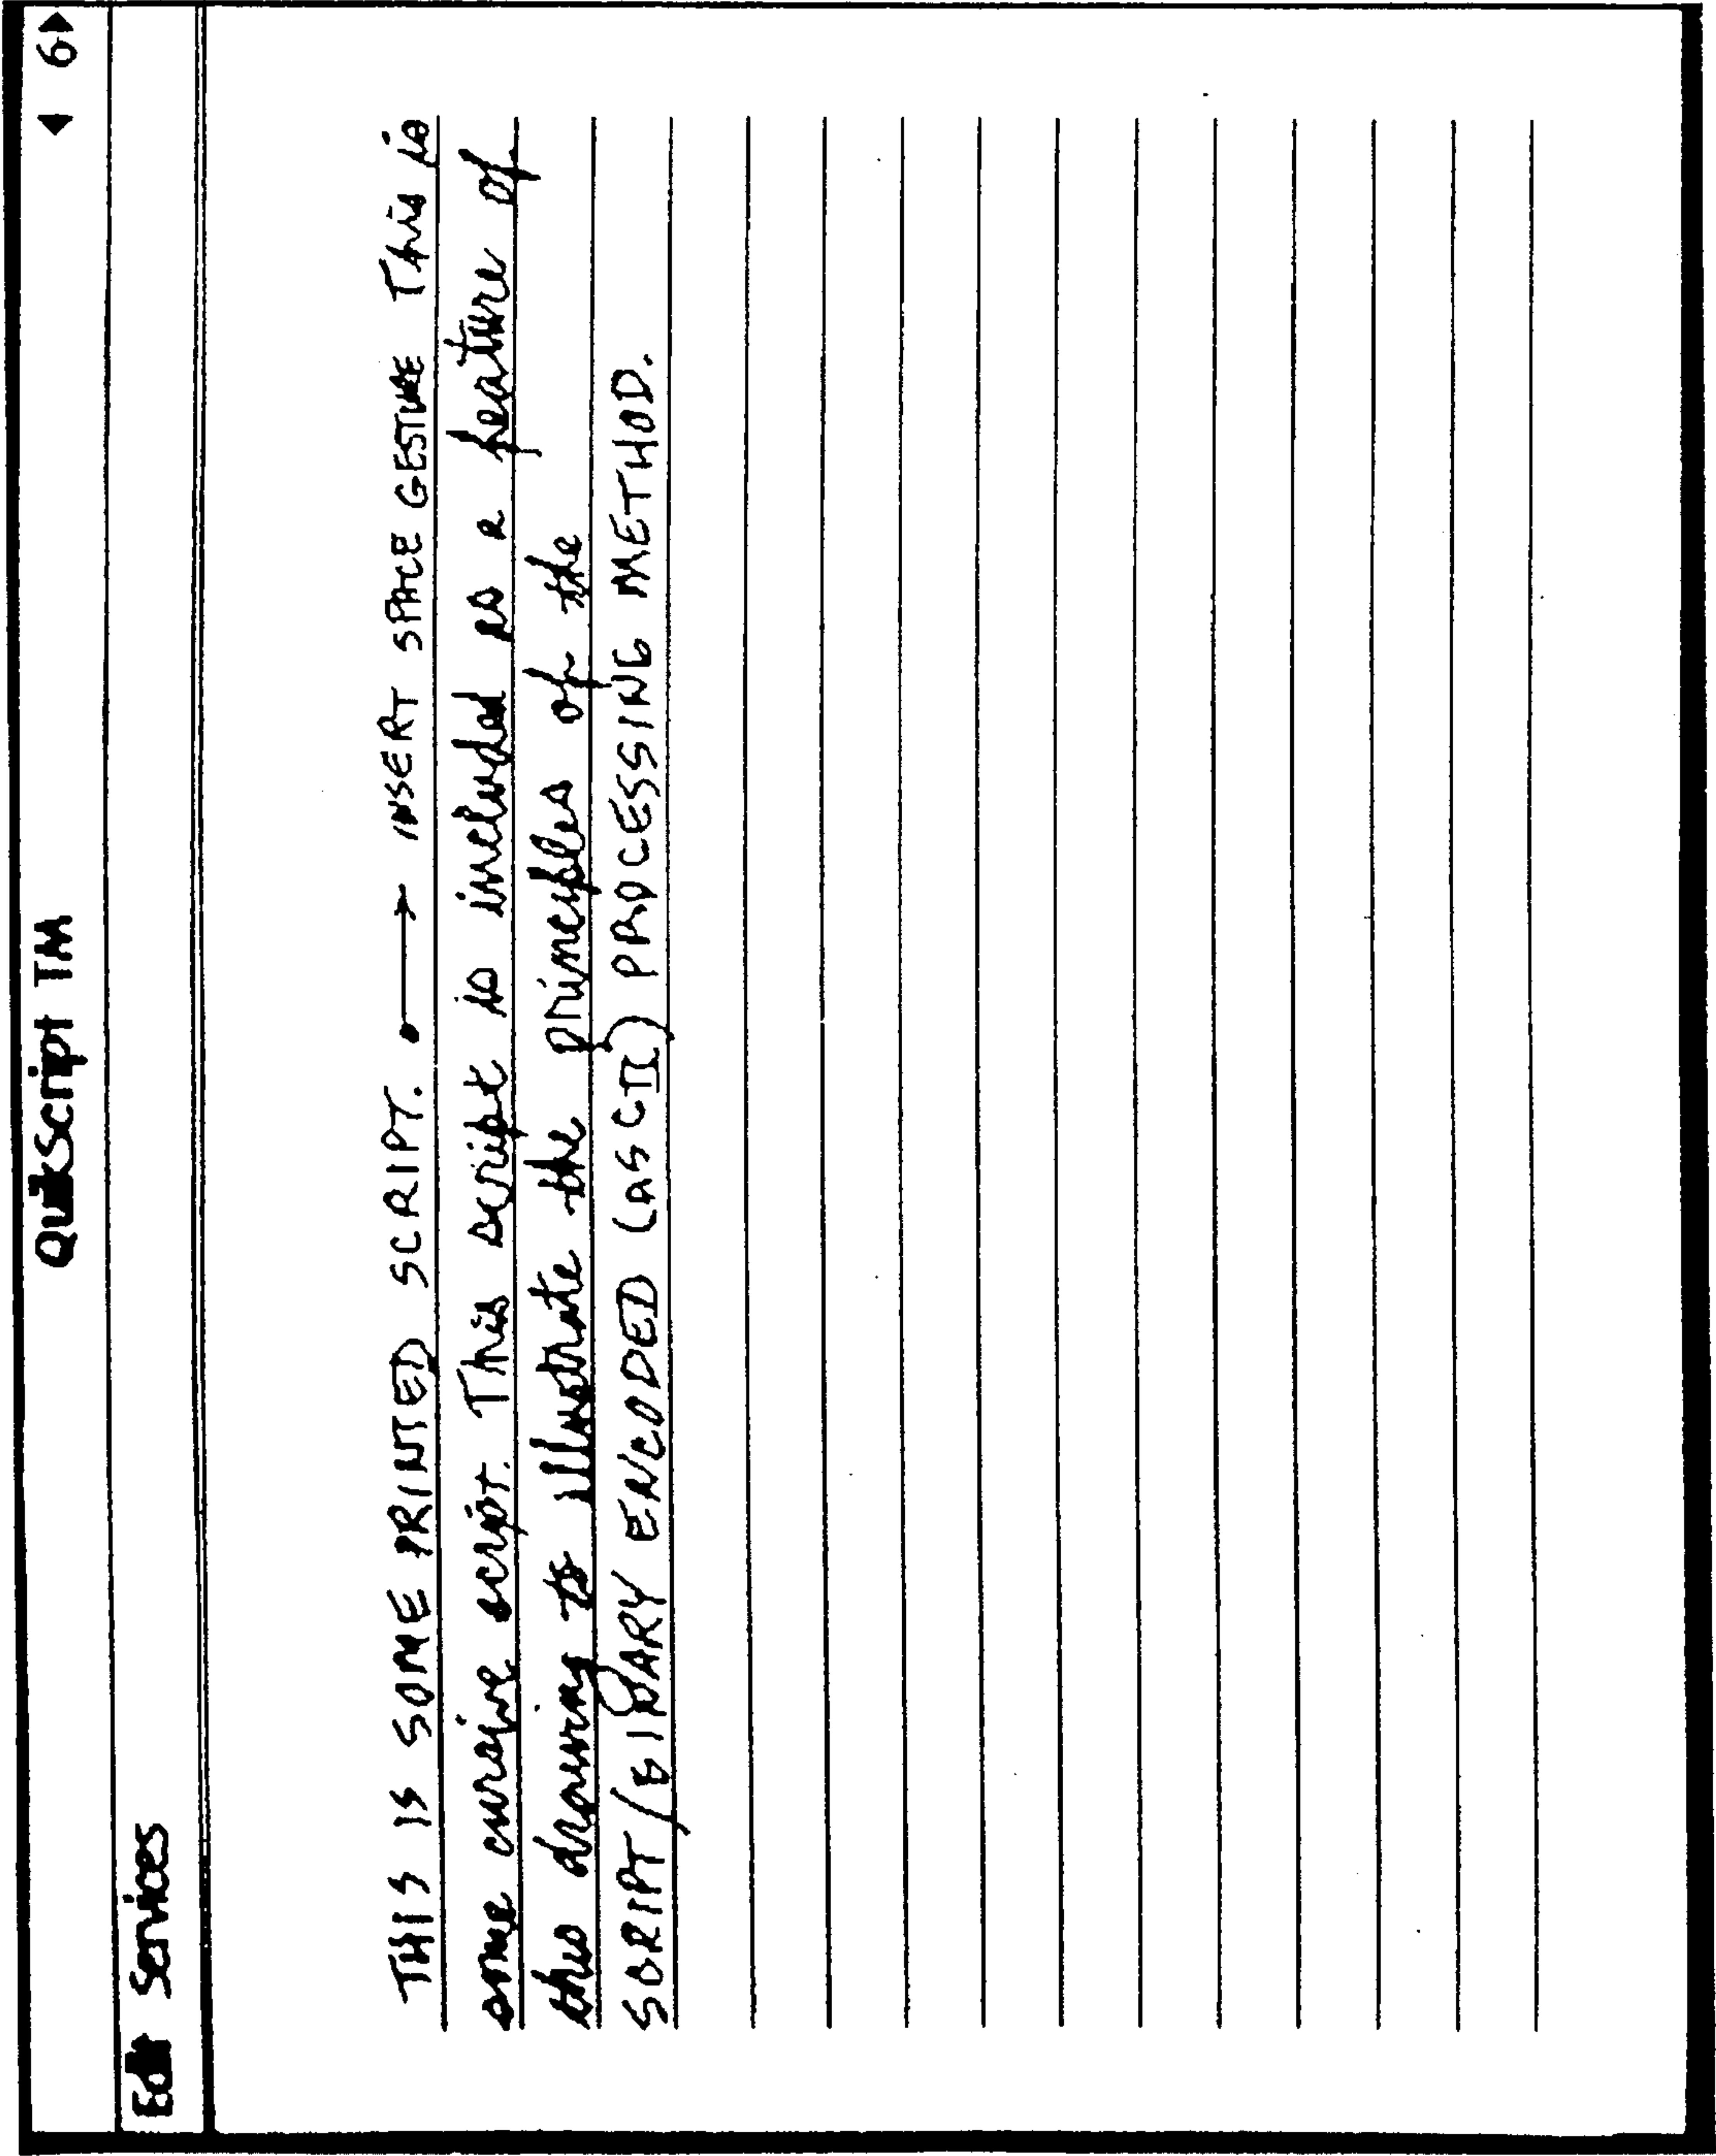 QuikScript TM ◀ 6▶
Edit Services
THIS IS SOME PRINTED SCRIPT. •⟶ INSERT SPACE GESTURE This is
some cursive script. This script is included as a feature of
this drawing to illustrate the principles of the
SCRIPT/BINARY ENCODED (ASCII) PROCESSING METHOD.